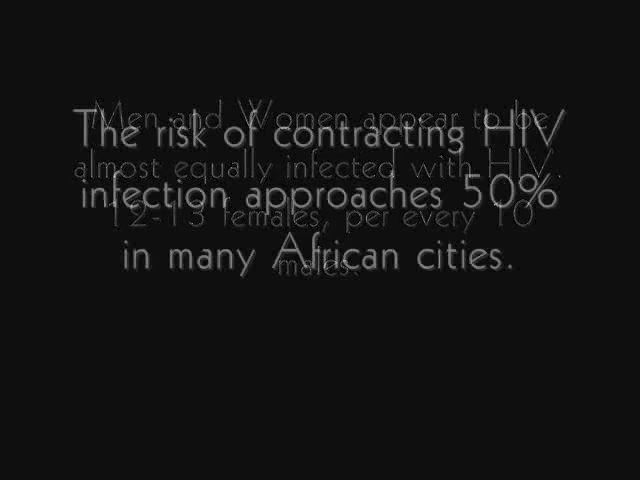 Men and Women appear to be
The risk of contracting HIV
almost equally infected with HIV.
infection approaches 50%
12-13 females, per every 10
in many African cities.
males.